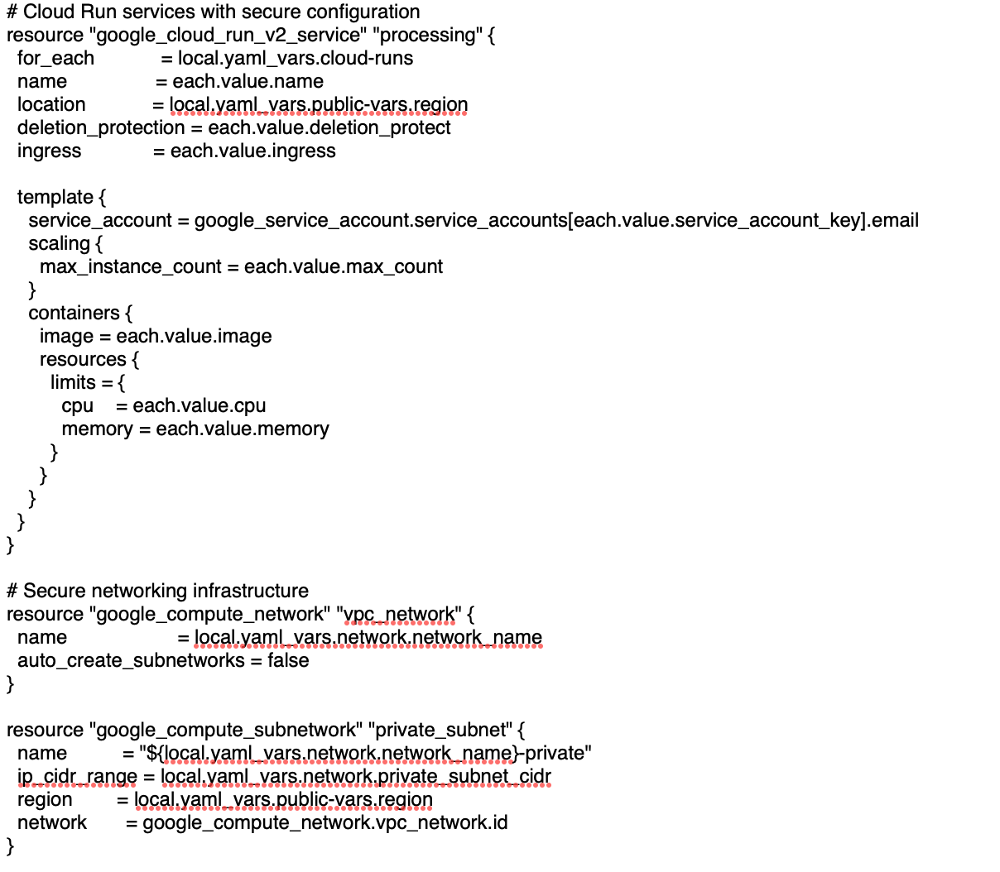 # Cloud Run services with secure configuration
resource "google_cloud_run_v2_service" "processing" {
for_each = local.yaml_vars.cloud-runs
name = each.value.name
location = local.yaml_vars.public-vars.region
deletion_protection = each.value.deletion_protect
ingress = each.value.ingress
template {
service_account = google_service_account.service_accounts[each.value.service_account_key].email
scaling {
max_instance_count = each.value.max_count
}
containers {
image = each.value.image
resources {
limits = {
cpu = each.value.cpu
memory = each.value.memory
}
}
}
}
}
# Secure networking infrastructure
resource "google_compute_network" "vpc_network" {
name = local.yaml_vars.network.network_name
auto_create_subnetworks = false
}
resource "google_compute_subnetwork" "private_subnet" {
name = "${local.yaml_vars.network.network_name}-private"
ip_cidr_range = local.yaml_vars.network.private_subnet_cidr
region = local.yaml_vars.public-vars.region
network = google_compute_network.vpc_network.id
}